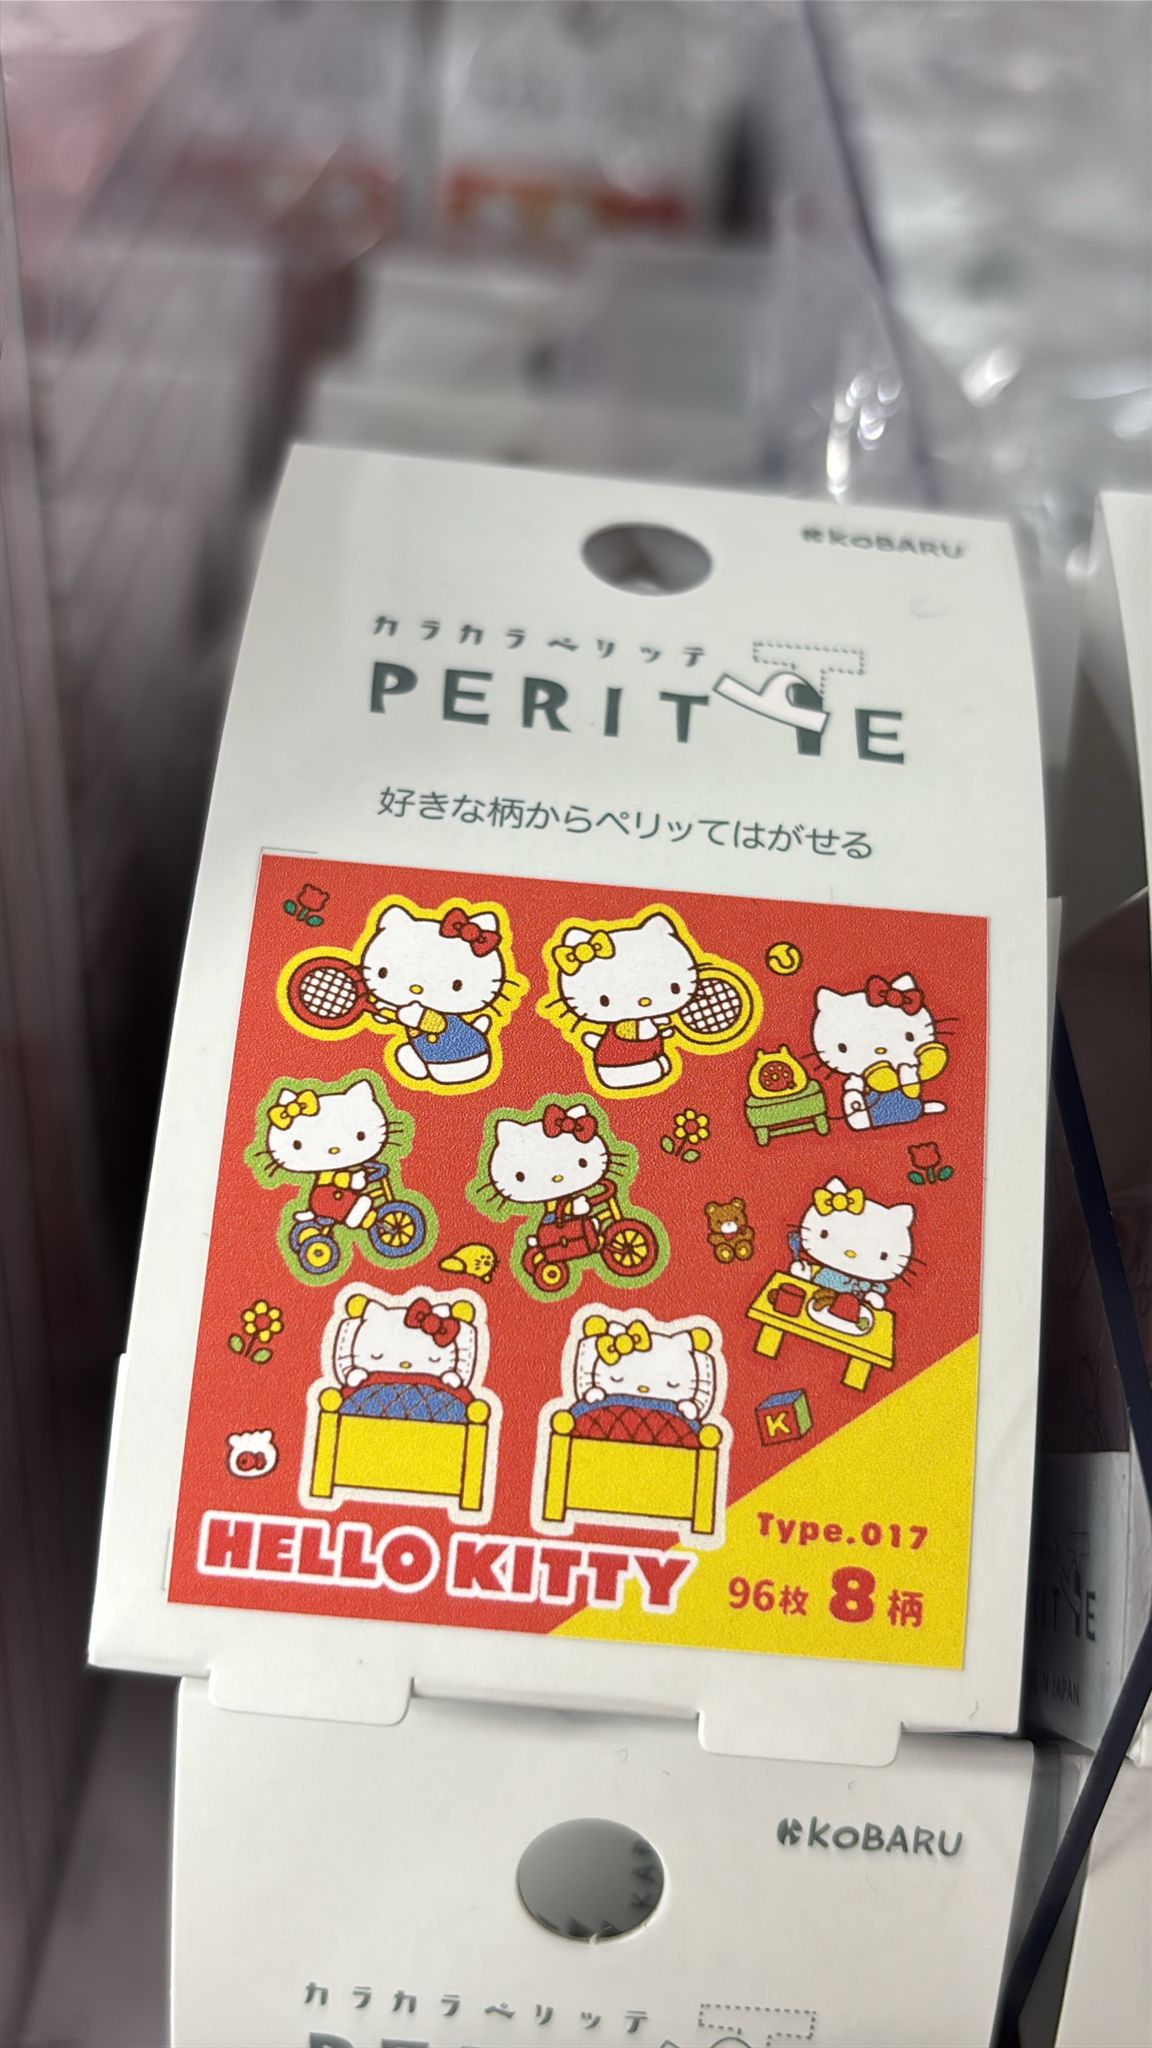 KOBARU
カラカラペリッテ
PERITTE
好きな柄からペリッてはがせる
K
HELLO KITTY
Type.017
96枚 8柄
KOBARU
カラカラペリッテ
JAPAN